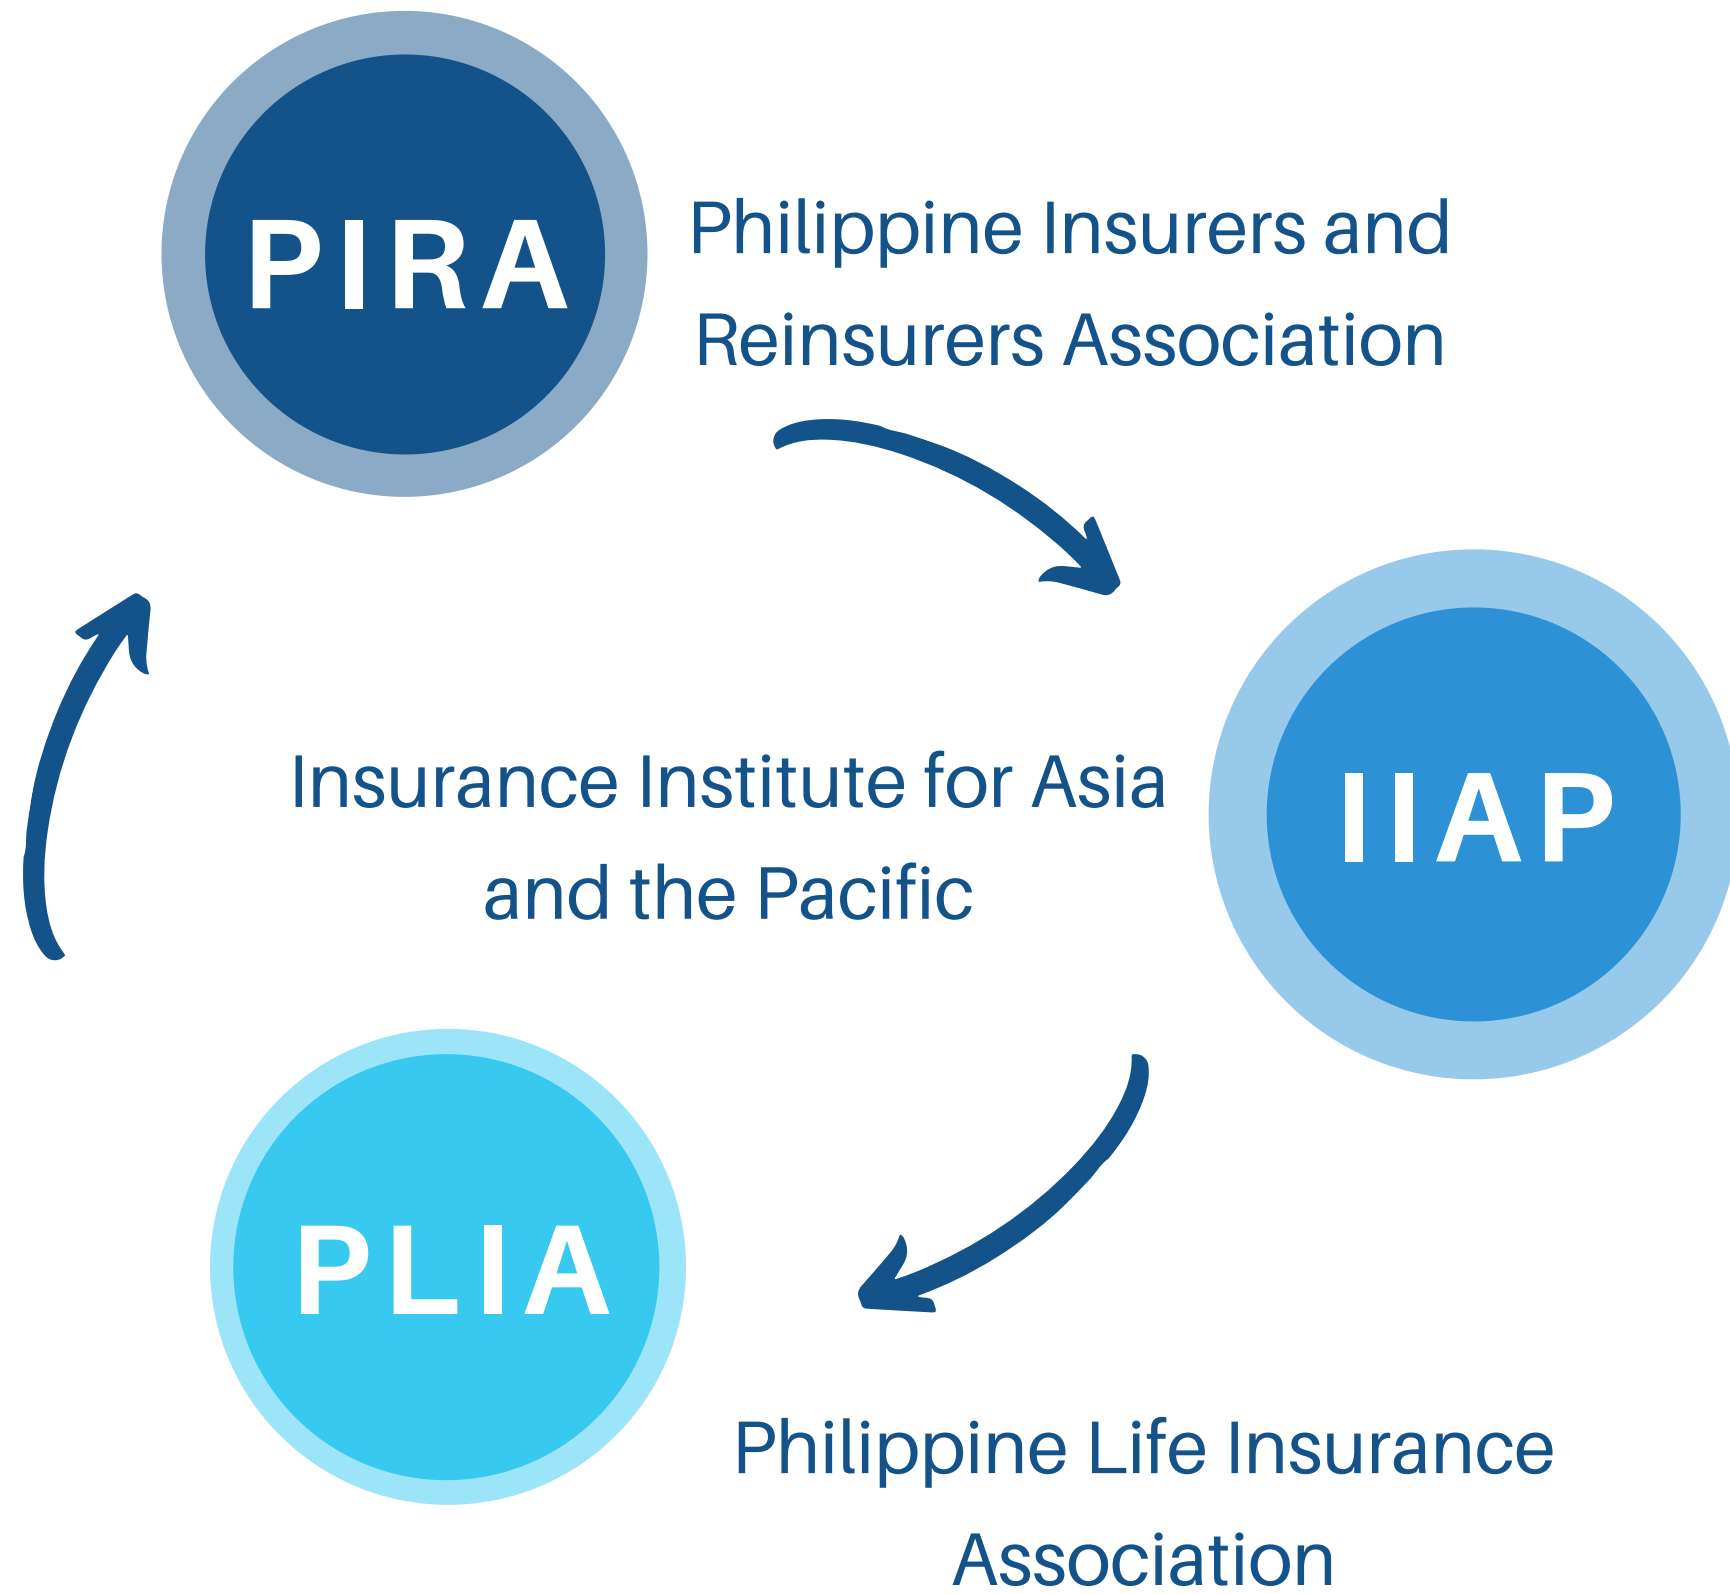 PIRA
Philippine Insurers and
Reinsurers Association
Insurance Institute for Asia
and the Pacific
IIAP
PLIA
Philippine Life Insurance
Association